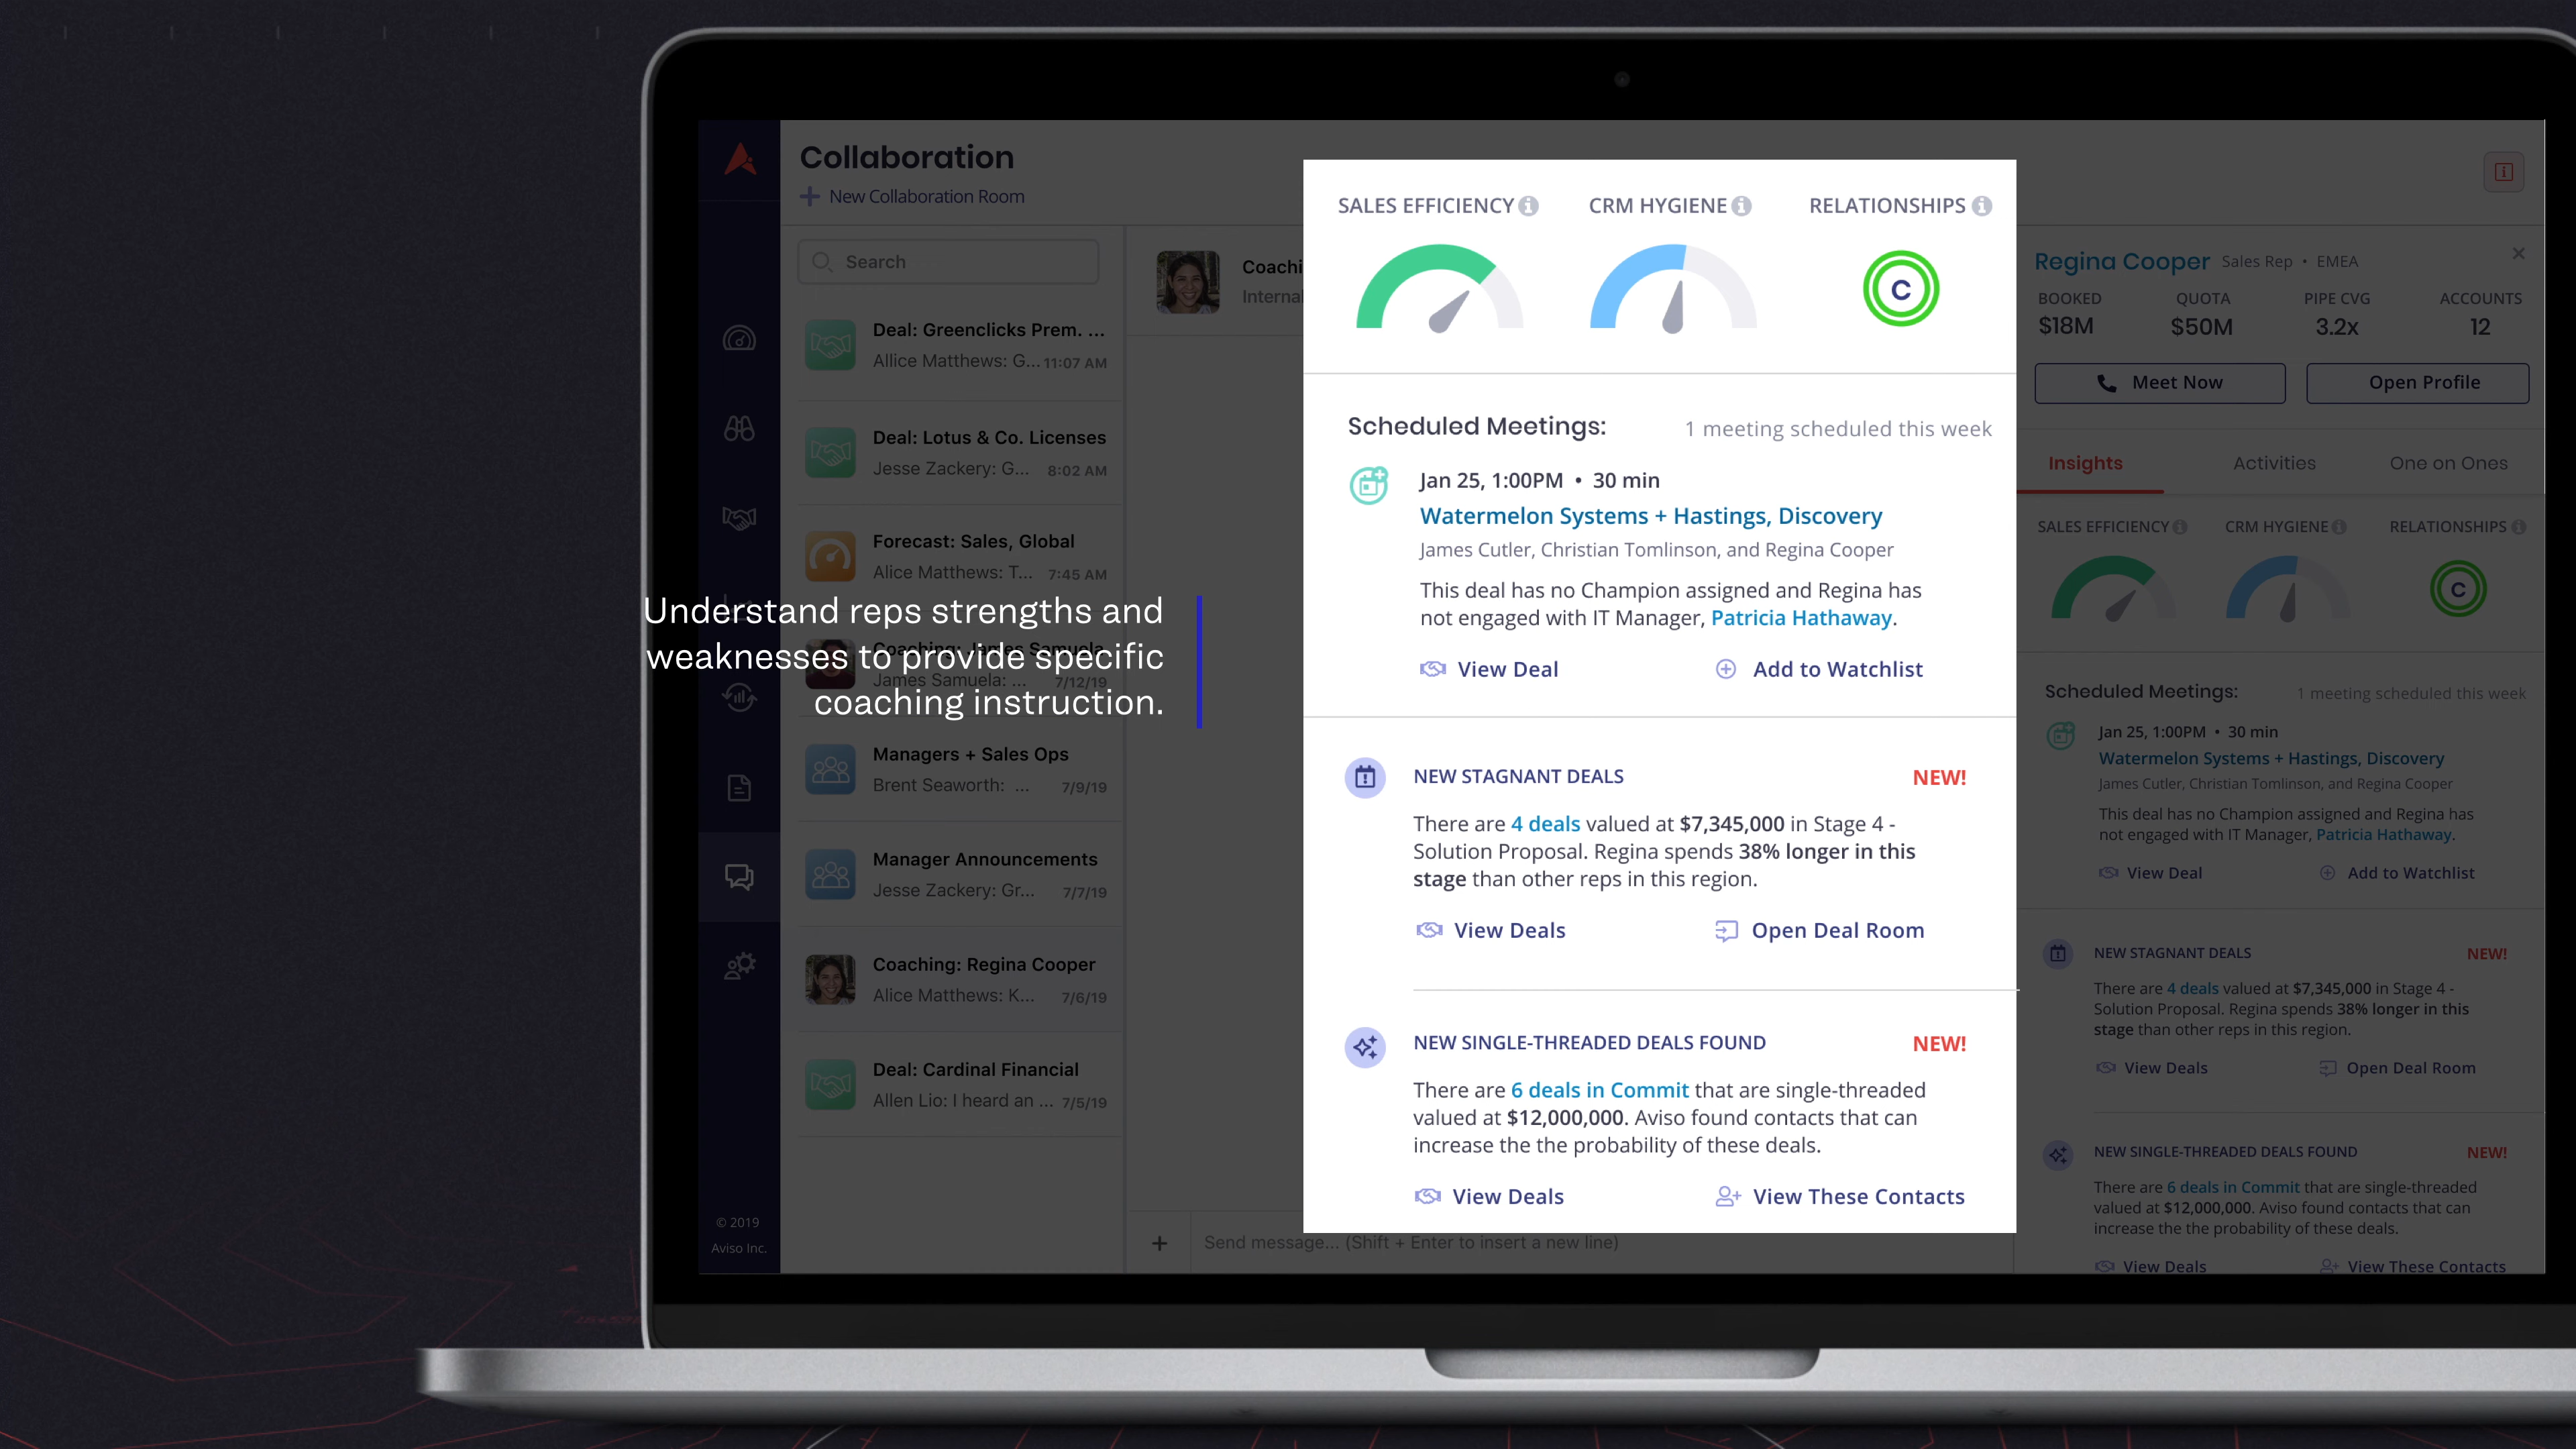 Collaboration
New Collaboration Room
Search
Deal: Greenclicks Prem. ...
Allice Matthews: G... 11:07 AM
Deal: Lotus & Co. Licenses
Jesse Zackery: G... 8:02 AM
Forecast: Sales, Global
Alice Matthews: T... 7:45 AM
Coaching: James Samuela
James Samuela: ... 7/12/19
Managers + Sales Ops
Brent Seaworth: ... 7/9/19
Manager Announcements
Jesse Zackery: Gr... 7/7/19
Coaching: Regina Cooper
Alice Matthews: K... 7/6/19
Deal: Cardinal Financial
Allen Lio: I heard an ... 7/5/19
© 2019
Aviso Inc.
Understand reps strengths and
weaknesses to provide specific
coaching instruction.
Coachi
Interna
Send message... (Shift + Enter to insert a new line)
SALES EFFICIENCY CRM HYGIENE RELATIONSHIPS
C
Scheduled Meetings: 1 meeting scheduled this week
Jan 25, 1:00PM • 30 min
Watermelon Systems + Hastings, Discovery
James Cutler, Christian Tomlinson, and Regina Cooper
This deal has no Champion assigned and Regina has
not engaged with IT Manager, Patricia Hathaway.
View Deal Add to Watchlist
NEW STAGNANT DEALS NEW!
There are 4 deals valued at $7,345,000 in Stage 4 -
Solution Proposal. Regina spends 38% longer in this
stage than other reps in this region.
View Deals Open Deal Room
NEW SINGLE-THREADED DEALS FOUND NEW!
There are 6 deals in Commit that are single-threaded
valued at $12,000,000. Aviso found contacts that can
increase the the probability of these deals.
View Deals View These Contacts
Regina Cooper Sales Rep • EMEA
BOOKED QUOTA PIPE CVG ACCOUNTS
$18M $50M 3.2x 12
Meet Now Open Profile
Insights Activities One on Ones
SALES EFFICIENCY CRM HYGIENE RELATIONSHIPS
C
Scheduled Meetings: 1 meeting scheduled this week
Jan 25, 1:00PM • 30 min
Watermelon Systems + Hastings, Discovery
James Cutler, Christian Tomlinson, and Regina Cooper
This deal has no Champion assigned and Regina has
not engaged with IT Manager, Patricia Hathaway.
View Deal Add to Watchlist
NEW STAGNANT DEALS NEW!
There are 4 deals valued at $7,345,000 in Stage 4 -
Solution Proposal. Regina spends 38% longer in this
stage than other reps in this region.
View Deals Open Deal Room
NEW SINGLE-THREADED DEALS FOUND NEW!
There are 6 deals in Commit that are single-threaded
valued at $12,000,000. Aviso found contacts that can
increase the the probability of these deals.
View Deals View These Contacts